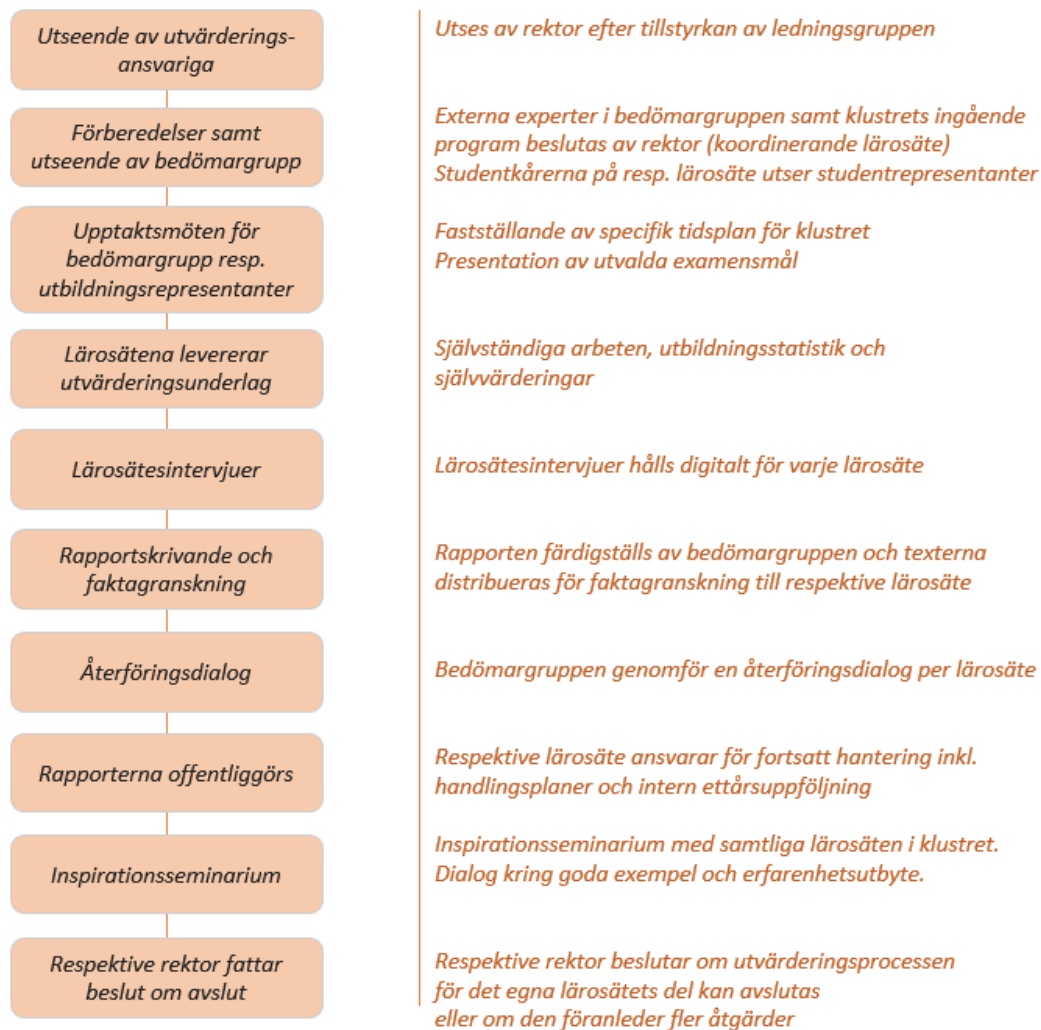 Utseende av utvärderings-
ansvariga
Utses av rektor efter tillstyrkan av ledningsgruppen
Förberedelser samt
utseende av bedömargrupp
Externa experter i bedömargruppen samt klustrets ingående
program beslutas av rektor (koordinerande lärosäte)
Studentkårerna på resp. lärosäte utser studentrepresentanter
Upptaktsmöten för
bedömargrupp resp.
utbildningsrepresentanter
Fastställande av specifik tidsplan för klustret
Presentation av utvalda examensmål
Lärosätena levererar
utvärderingsunderlag
Självständiga arbeten, utbildningsstatistik och
självvärderingar
Lärosätesintervjuer
Lärosätesintervjuer hålls digitalt för varje lärosäte
Rapportskrivande och
faktagranskning
Rapporten färdigställs av bedömargruppen och texterna
distribueras för faktagranskning till respektive lärosäte
Återföringsdialog
Bedömargruppen genomför en återföringsdialog per lärosäte
Rapporterna offentliggörs
Respektive lärosäte ansvarar för fortsatt hantering inkl.
handlingsplaner och intern ettårsuppföljning
Inspirationsseminarium
Inspirationsseminarium med samtliga lärosäten i klustret.
Dialog kring goda exempel och erfarenhetsutbyte.
Respektive rektor fattar
beslut om avslut
Respektive rektor beslutar om utvärderingsprocessen
för det egna lärosätets del kan avslutas
eller om den föranleder fler åtgärder